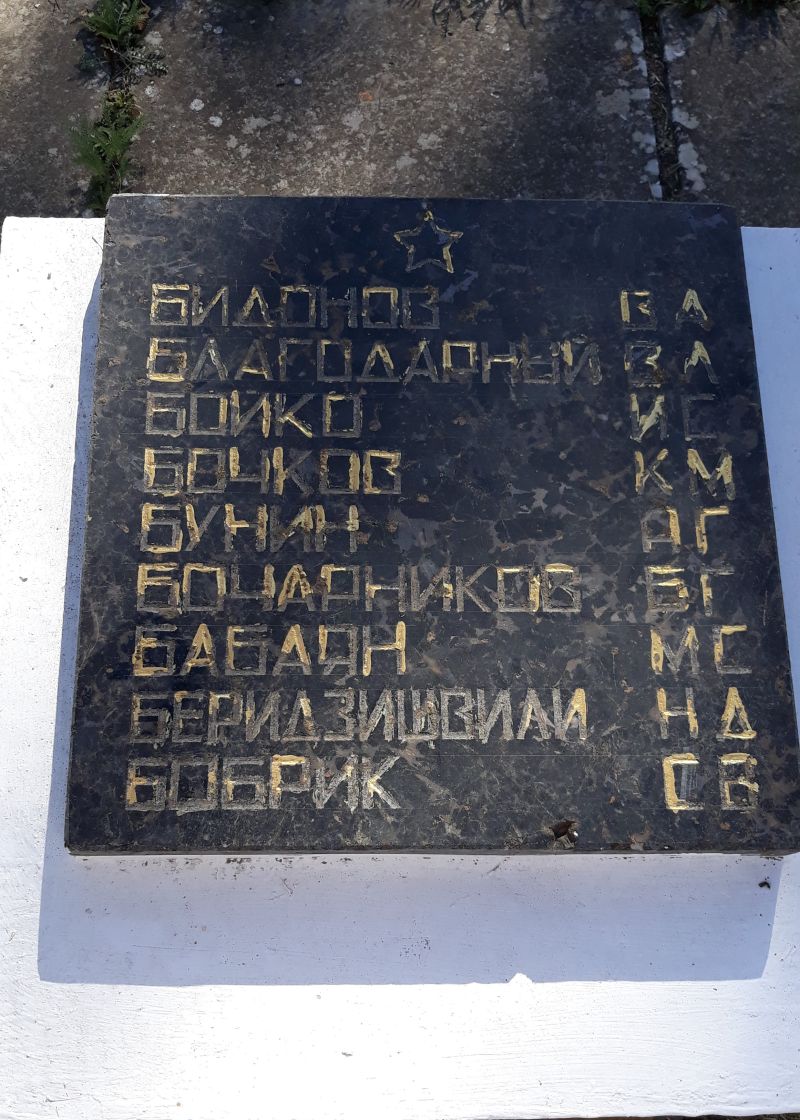 БИДОНОВ В А
БЛАГОДАРНЫЙ В Л
БОЙКО И С
БОЧКОВ К М
БУНИН А Г
БОЧАРНИКОВ Б Г
БАБАЯН М С
БЕРИДЗИШВИЛИ Н Д
БОБРИК С В